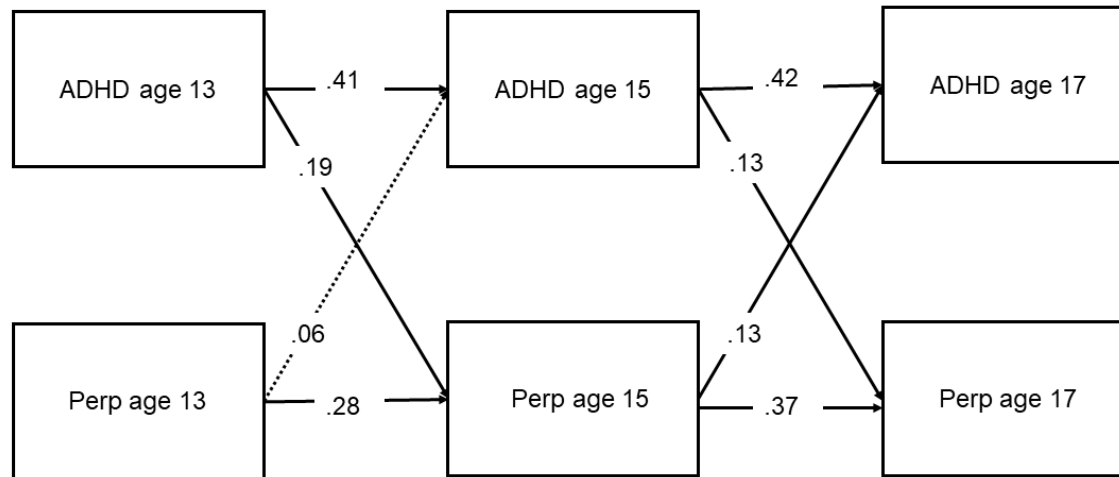 ADHD age 13
.41
ADHD age 15
.42
ADHD age 17
.19
.13
.06
.13
Perp age 13
.28
Perp age 15
.37
Perp age 17